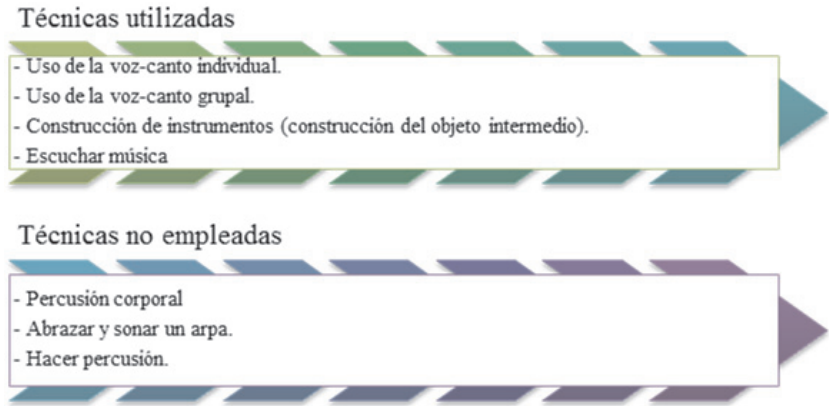 Técnicas utilizadas
- Uso de la voz-canto individual.
- Uso de la voz-canto grupal.
- Construcción de instrumentos (construcción del objeto intermedio).
- Escuchar música
Técnicas no empleadas
- Percusión corporal
- Abrazar y sonar un arpa.
- Hacer percusión.